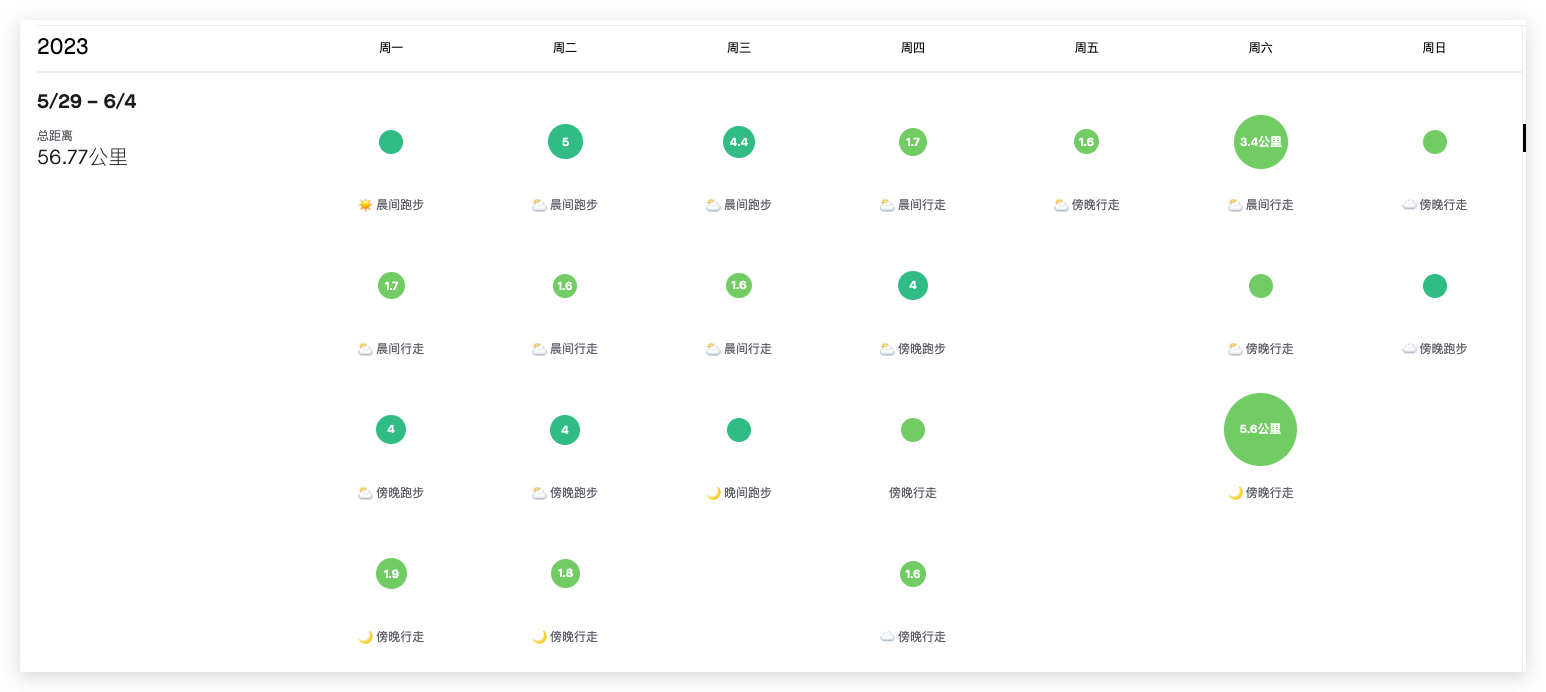 2023 周一 周二 周三 周四 周五 周六 周日
5/29 – 6/4
总距离
56.77公里
5 4.4 1.7 1.6 3.4公里
晨间跑步 晨间跑步 晨间跑步 晨间行走 傍晚行走 晨间行走 傍晚行走
1.7 1.6 1.6 4
晨间行走 晨间行走 晨间行走 傍晚跑步 傍晚行走 傍晚跑步
4 4 5.6公里
傍晚跑步 傍晚跑步 晚间跑步 傍晚行走 傍晚行走
1.9 1.8 1.6
傍晚行走 傍晚行走 傍晚行走